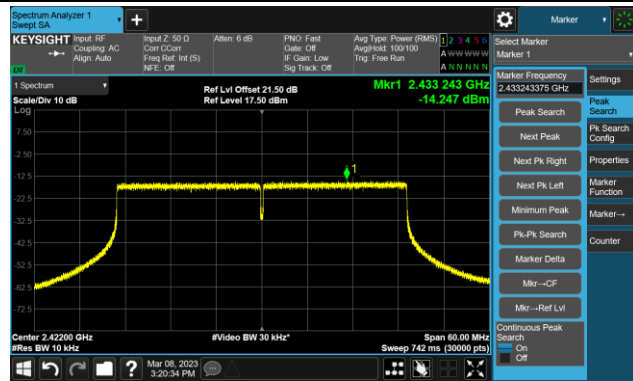 Spectrum Analyzer 1
Swept SA
Marker
KEYSIGHT
Input: RF
Coupling: AC
Align: Auto
Input Z: 50 Ω
Corr CCorr
Freq Ref: Int (S)
NFE: Off
Atten: 6 dB
PNO: Fast
Gate: Off
IF Gain: Low
Sig Track: Off
Avg Type: Power (RMS)
Avg|Hold: 100/100
Trig: Free Run
1 2 3 4 5 6
A W W W W W
A N N N N N
Select Marker
Marker 1
1 Spectrum
Scale/Div 10 dB
Log
Ref Lvl Offset 21.50 dB
Ref Level 17.50 dBm
Mkr1 2.433 243 GHz
-14.247 dBm
7.50
-2.50
-12.5
-22.5
-32.5
-42.5
-52.5
-62.5
-72.5
1
Center 2.42200 GHz
#Res BW 10 kHz
#Video BW 30 kHz*
Span 60.00 MHz
Sweep 742 ms (30000 pts)
Marker Frequency
2.433243375 GHz
Peak Search
Next Peak
Next Pk Right
Next Pk Left
Minimum Peak
Pk-Pk Search
Marker Delta
Mkr→CF
Mkr→Ref Lvl
Continuous Peak
Search
On
Off
Settings
Peak
Search
Pk Search
Config
Properties
Marker
Function
Marker→
Counter
Mar 08, 2023
3:20:34 PM